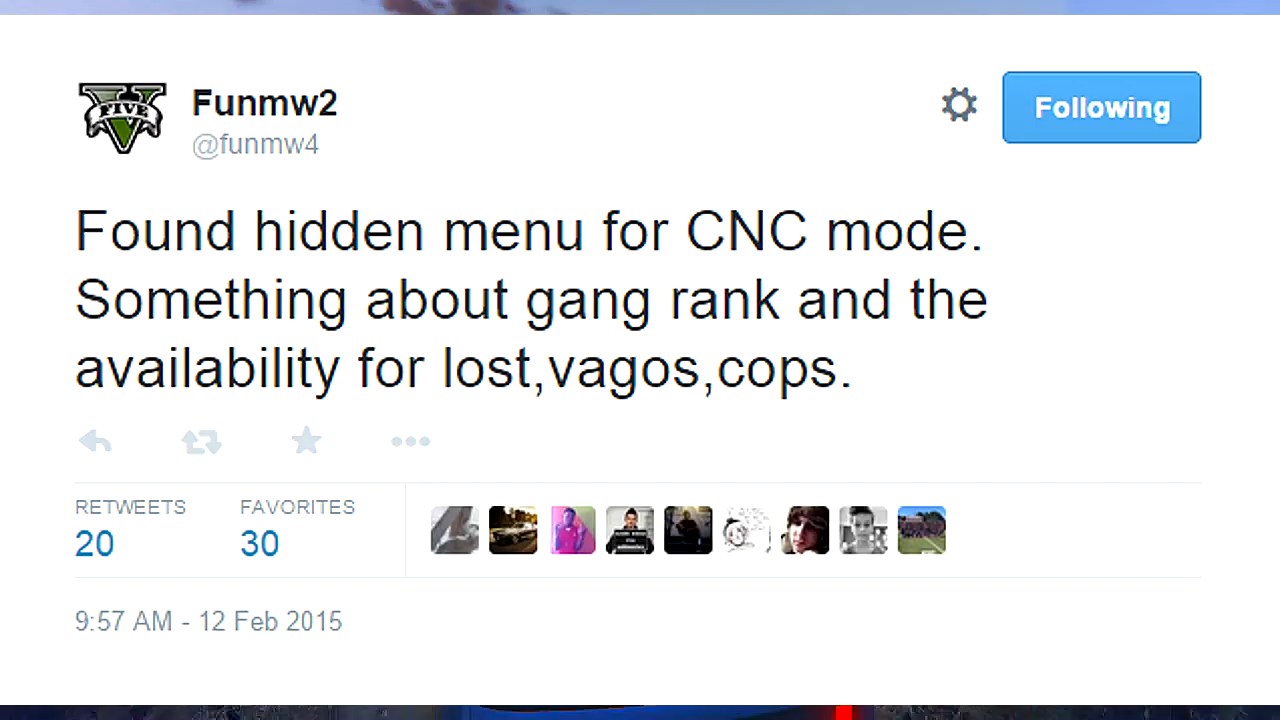 FIVE
Funmw2
@funmw4
Following
Found hidden menu for CNC mode.
Something about gang rank and the
availability for lost,vagos,cops.
RETWEETS
FAVORITES
20
30
9:57 AM - 12 Feb 2015